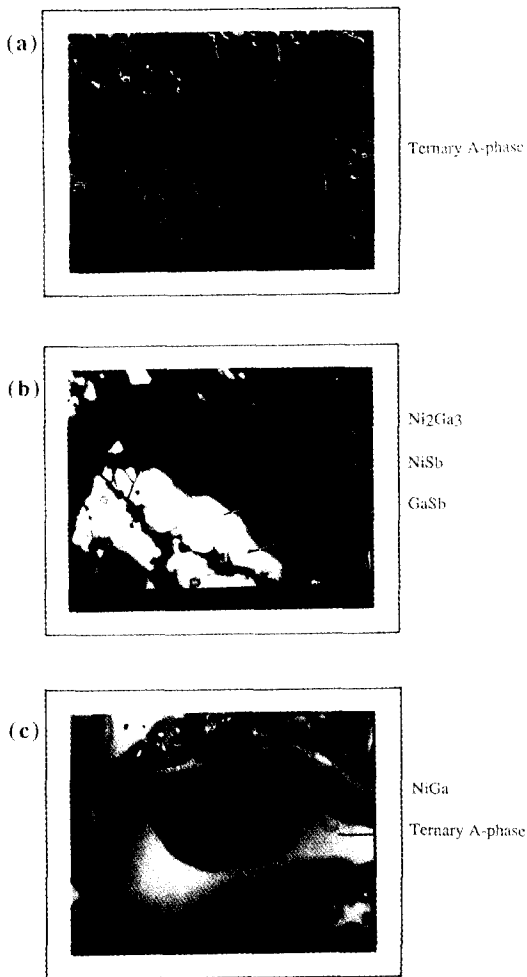 (a)
Ternary A-phase
(b)
Ni2Ga3
NiSb
GaSb
(c)
NiGa
Ternary A-phase